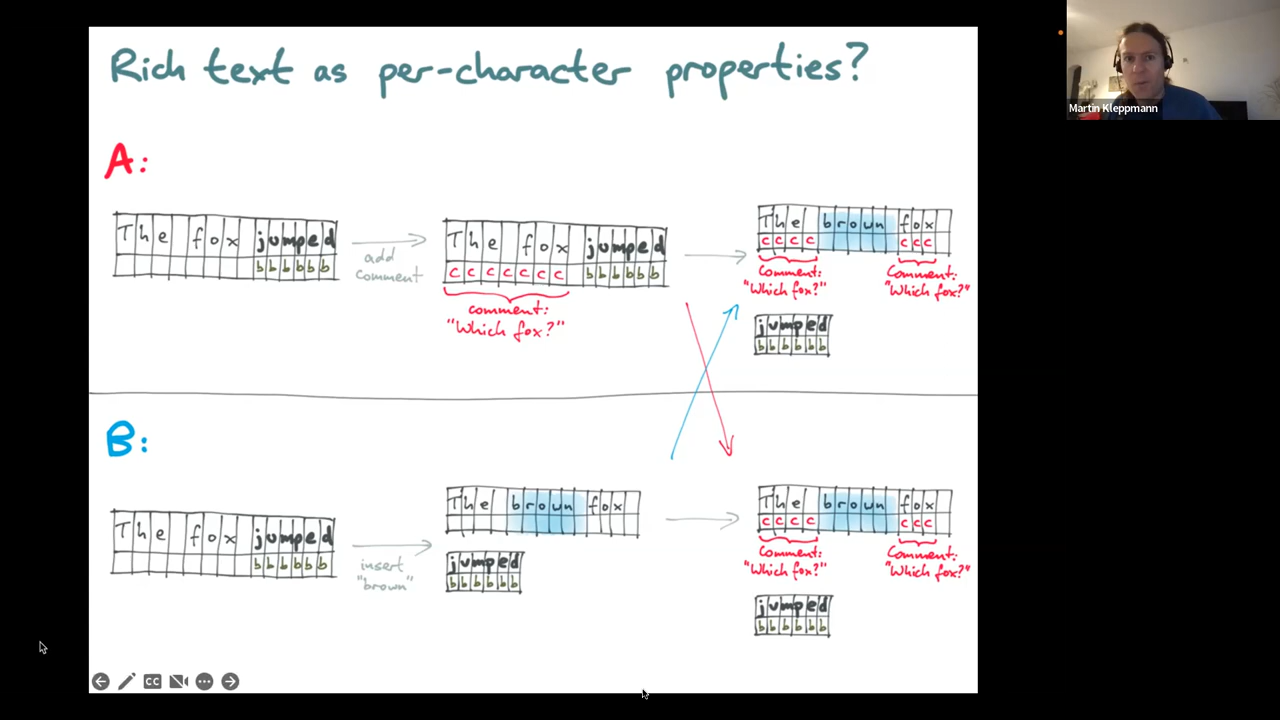 Rich text as per-character properties?
Martin Kleppmann
A:
The fox jumped
bbbbbb
add
comment
The fox jumped
ccccccc bbbbbb
comment:
"Which fox?"
The brown fox
cccc ccc
Comment:
"Which fox?"
Comment:
"Which fox?"
jumped
bbbbbb
B:
The fox jumped
bbbbbb
insert
"brown"
The brown fox
jumped
bbbbbb
The brown fox
cccc ccc
Comment:
"Which fox?"
Comment:
"Which fox?"
jumped
bbbbbb
CC